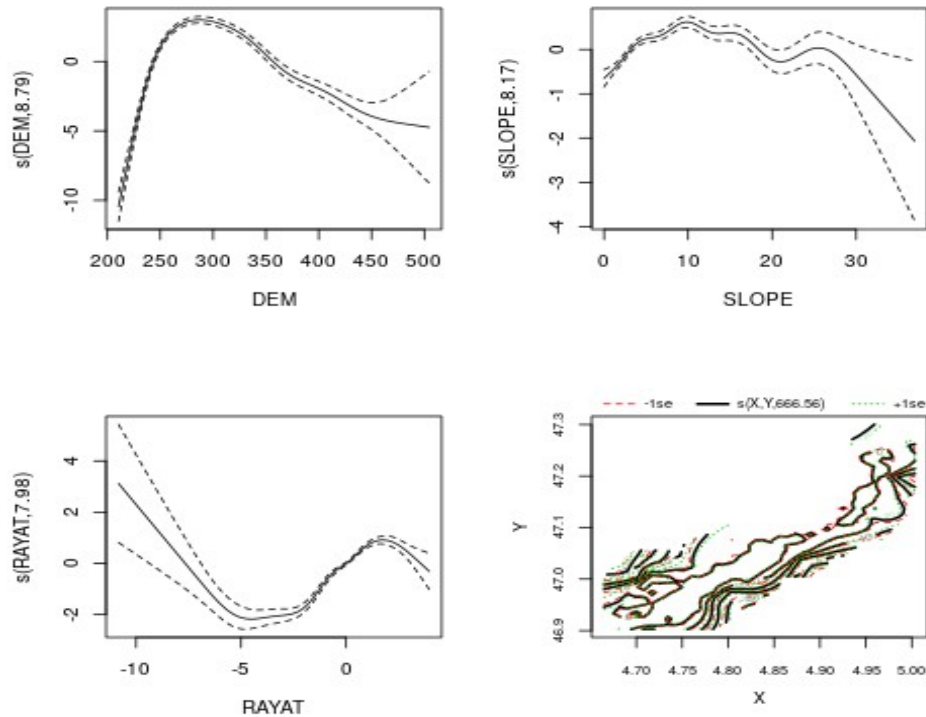 s(DEM,8.79)
0
-5
-10
200 250 300 350 400 450 500
DEM
s(SLOPE,8.17)
0
-1
-2
-3
-4
0 10 20 30
SLOPE
s(RAYAT,7.98)
4
2
0
-2
-10 -5 0
RAYAT
-1se s(X,Y,666.56) +1se
Y
47.3
47.2
47.1
47.0
46.9
4.70 4.75 4.80 4.85 4.90 4.95 5.00
X